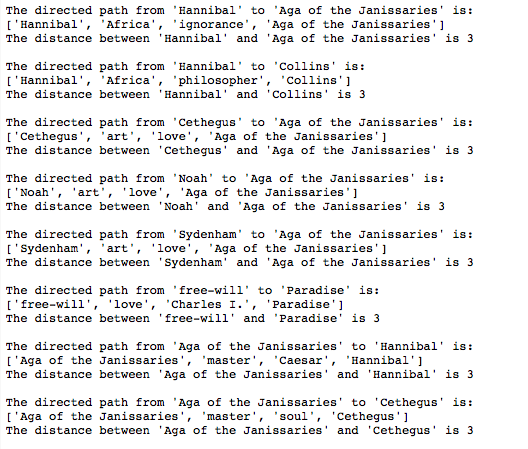 The directed path from 'Hannibal' to 'Aga of the Janissaries' is:
['Hannibal', 'Africa', 'ignorance', 'Aga of the Janissaries']
The distance between 'Hannibal' and 'Aga of the Janissaries' is 3
The directed path from 'Hannibal' to 'Collins' is:
['Hannibal', 'Africa', 'philosopher', 'Collins']
The distance between 'Hannibal' and 'Collins' is 3
The directed path from 'Cethegus' to 'Aga of the Janissaries' is:
['Cethegus', 'art', 'love', 'Aga of the Janissaries']
The distance between 'Cethegus' and 'Aga of the Janissaries' is 3
The directed path from 'Noah' to 'Aga of the Janissaries' is:
['Noah', 'art', 'love', 'Aga of the Janissaries']
The distance between 'Noah' and 'Aga of the Janissaries' is 3
The directed path from 'Sydenham' to 'Aga of the Janissaries' is:
['Sydenham', 'art', 'love', 'Aga of the Janissaries']
The distance between 'Sydenham' and 'Aga of the Janissaries' is 3
The directed path from 'free-will' to 'Paradise' is:
['free-will', 'love', 'Charles I.', 'Paradise']
The distance between 'free-will' and 'Paradise' is 3
The directed path from 'Aga of the Janissaries' to 'Hannibal' is:
['Aga of the Janissaries', 'master', 'Caesar', 'Hannibal']
The distance between 'Aga of the Janissaries' and 'Hannibal' is 3
The directed path from 'Aga of the Janissaries' to 'Cethegus' is:
['Aga of the Janissaries', 'master', 'soul', 'Cethegus']
The distance between 'Aga of the Janissaries' and 'Cethegus' is 3